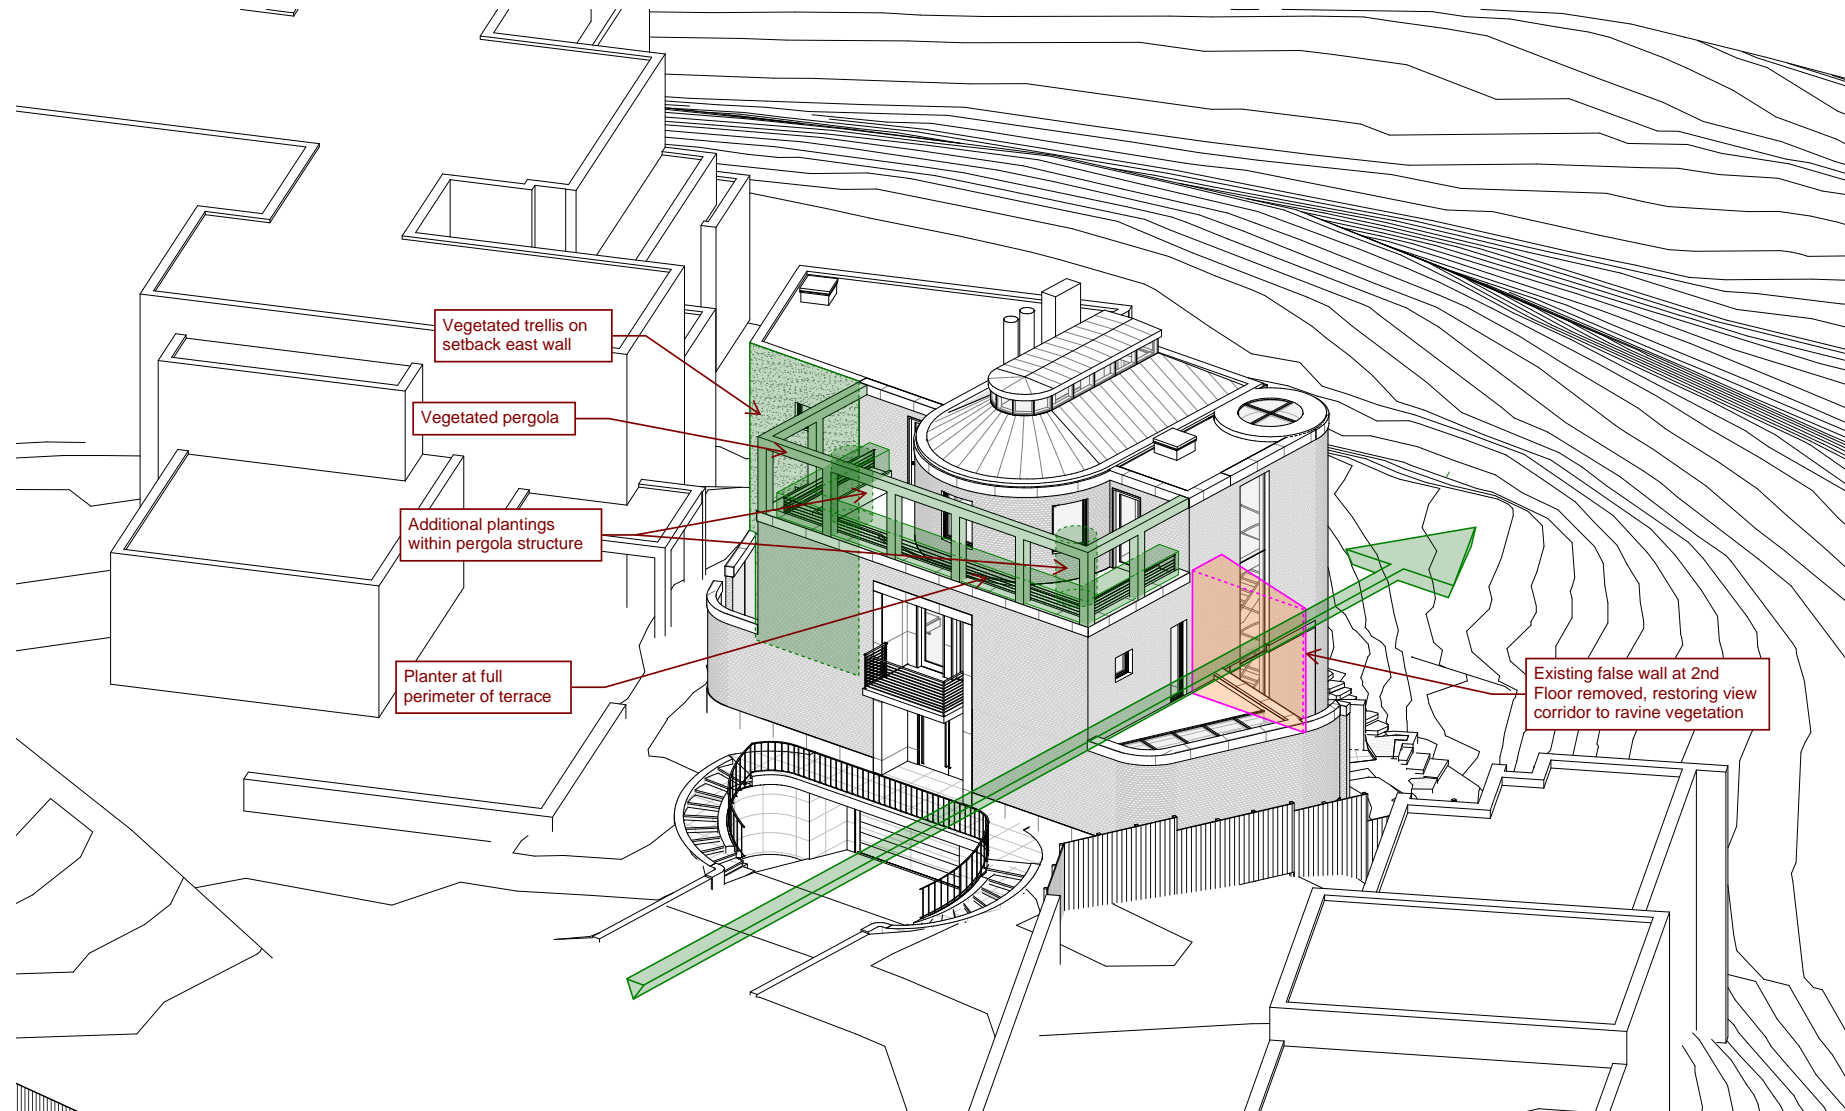 Vegetated trellis on
setback east wall
Vegetated pergola
Additional plantings
within pergola structure
Planter at full
perimeter of terrace
Existing false wall at 2nd
Floor removed, restoring view
corridor to ravine vegetation